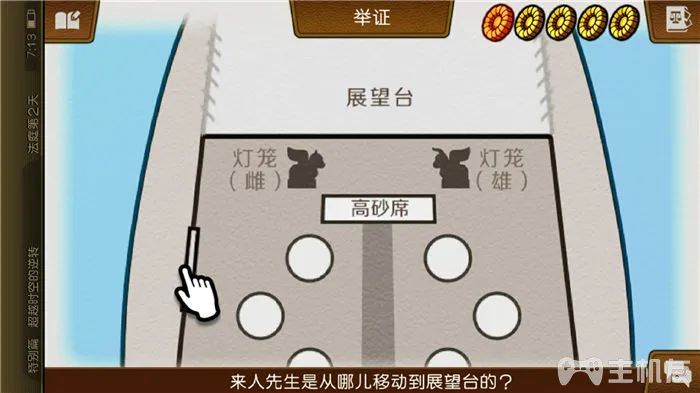 举证
展望台
灯笼
（雌）
灯笼
（雄）
高砂席
来人先生是从哪儿移动到展望台的？
特别篇 超越时空的逆转 法庭第2天 7:13
主机友